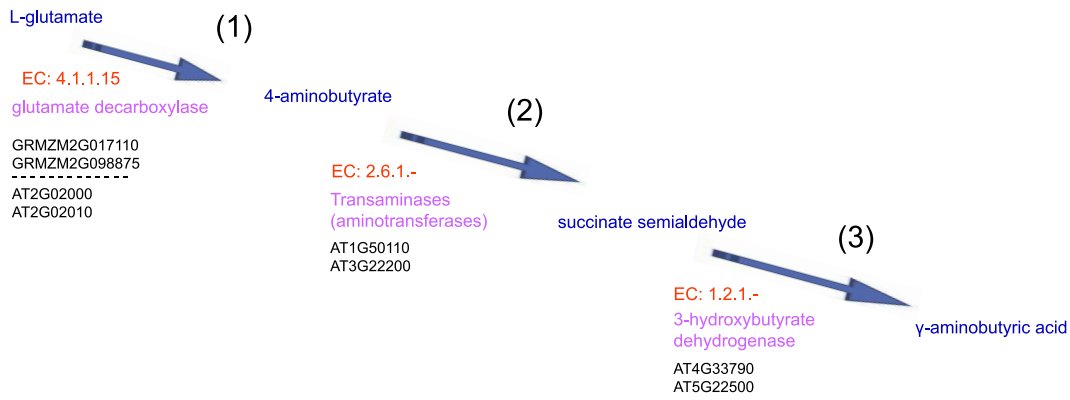 L-glutamate
(1)
EC: 4.1.1.15
glutamate decarboxylase
GRMZM2G017110
GRMZM2G098875
AT2G02000
AT2G02010
4-aminobutyrate
(2)
EC: 2.6.1.-
Transaminases
(aminotransferases)
AT1G50110
AT3G22200
succinate semialdehyde
(3)
EC: 1.2.1.-
3-hydroxybutyrate
dehydrogenase
AT4G33790
AT5G22500
γ-aminobutyric acid